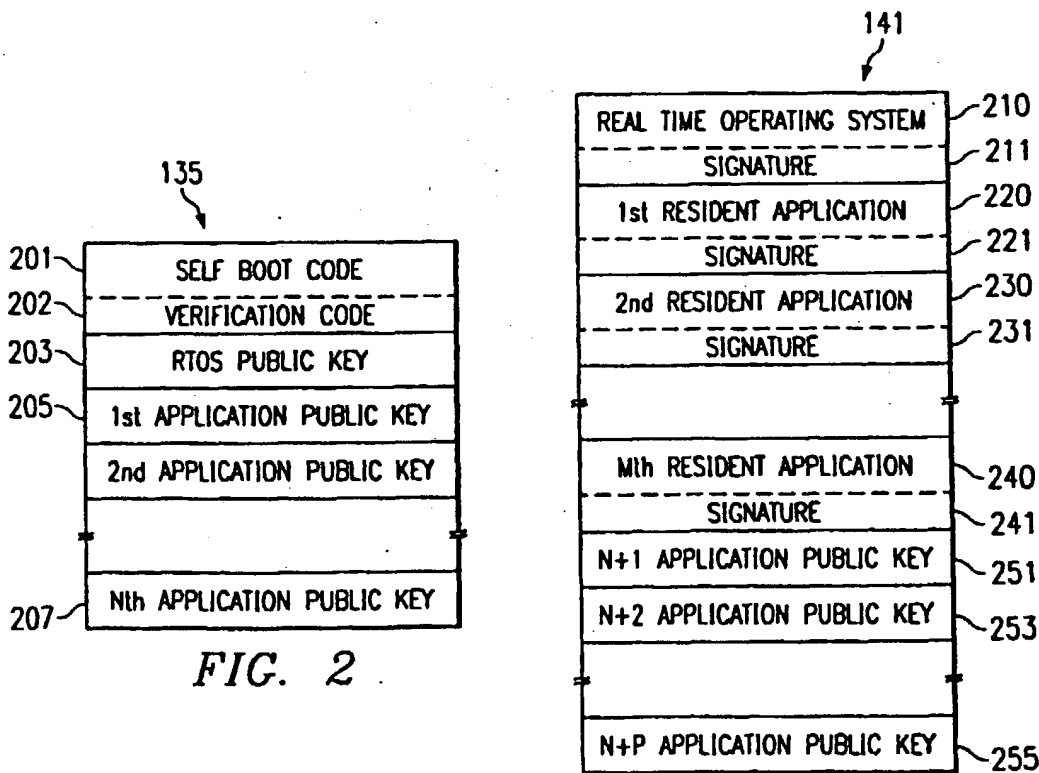 135
201
SELF BOOT CODE
202
VERIFICATION CODE
203
RTOS PUBLIC KEY
205
1st APPLICATION PUBLIC KEY
2nd APPLICATION PUBLIC KEY
207
Nth APPLICATION PUBLIC KEY
FIG. 2
141
REAL TIME OPERATING SYSTEM
210
SIGNATURE
211
1st RESIDENT APPLICATION
220
SIGNATURE
221
2nd RESIDENT APPLICATION
230
SIGNATURE
231
Mth RESIDENT APPLICATION
240
SIGNATURE
241
N+1 APPLICATION PUBLIC KEY
251
N+2 APPLICATION PUBLIC KEY
253
N+P APPLICATION PUBLIC KEY
255